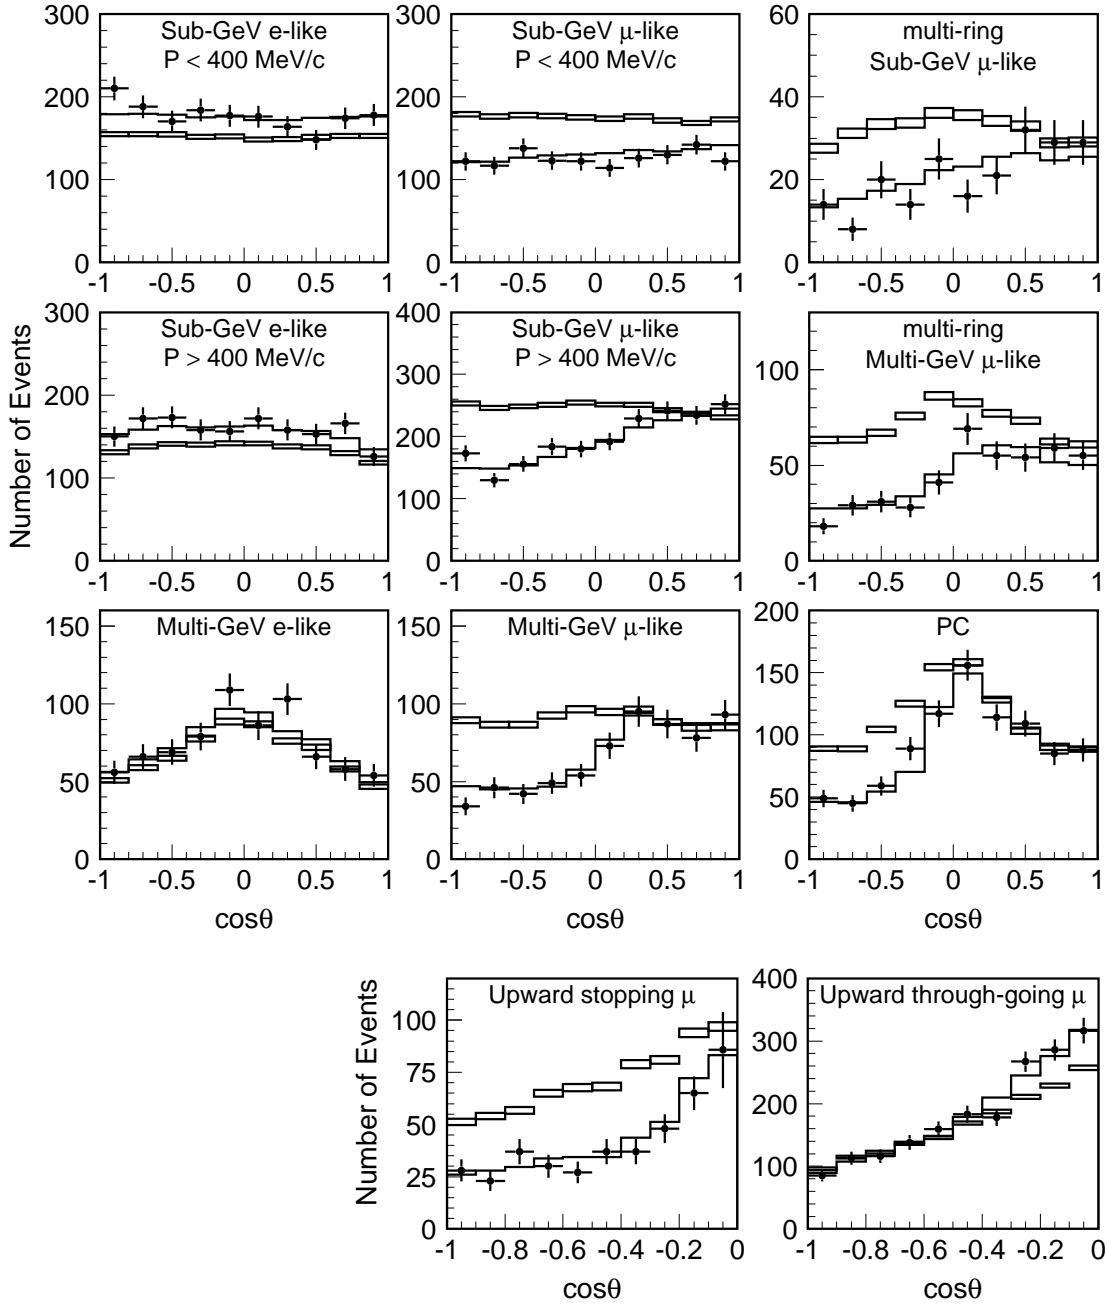 Sub-GeV e-like
P < 400 MeV/c
300
200
100
0
-1 -0.5 0 0.5 1
Sub-GeV μ-like
P < 400 MeV/c
300
200
100
0
-1 -0.5 0 0.5 1
multi-ring
Sub-GeV μ-like
60
40
20
0
-1 -0.5 0 0.5 1
Number of Events
Sub-GeV e-like
P > 400 MeV/c
300
200
100
0
-1 -0.5 0 0.5 1
Sub-GeV μ-like
P > 400 MeV/c
400
300
200
100
0
-1 -0.5 0 0.5 1
multi-ring
Multi-GeV μ-like
100
50
0
-1 -0.5 0 0.5 1
Multi-GeV e-like
150
100
50
0
-1 -0.5 0 0.5 1
cosθ
Multi-GeV μ-like
150
100
50
0
-1 -0.5 0 0.5 1
cosθ
PC
200
150
100
50
0
-1 -0.5 0 0.5 1
cosθ
Number of Events
Upward stopping μ
100
75
50
25
0
-1 -0.8 -0.6 -0.4 -0.2 0
cosθ
Upward through-going μ
400
300
200
100
0
-1 -0.8 -0.6 -0.4 -0.2 0
cosθ